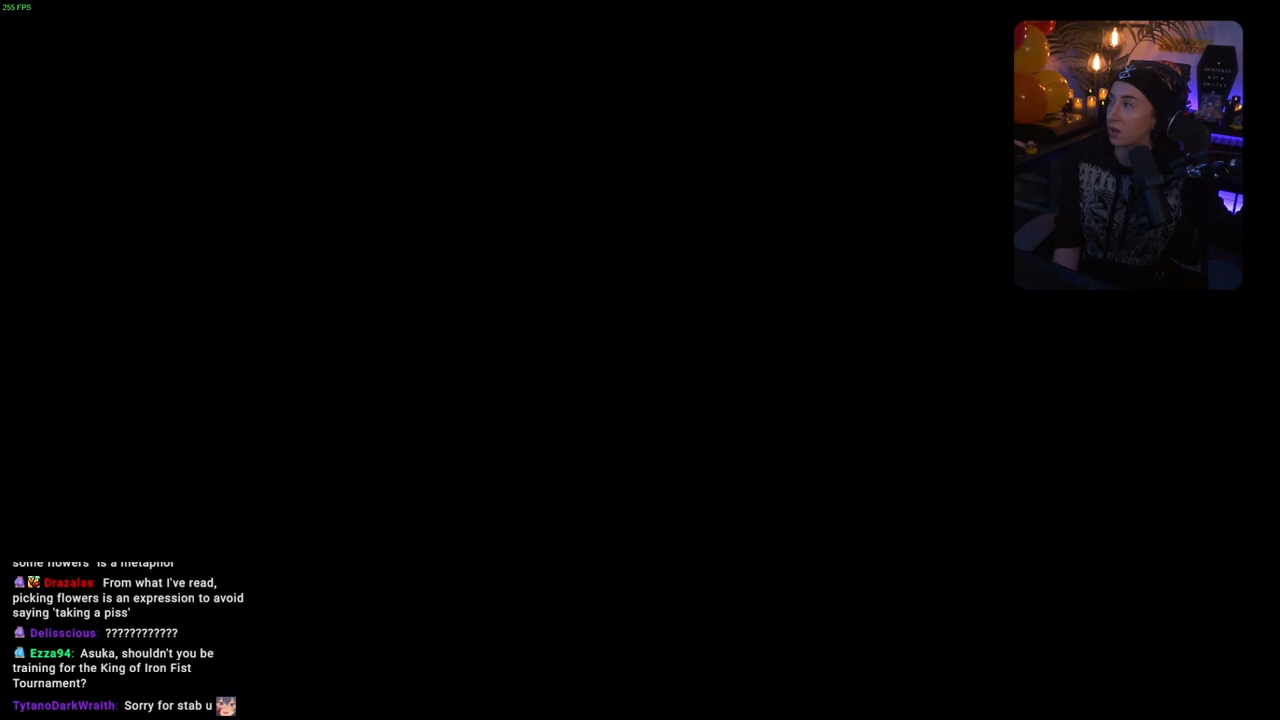 255 FPS
some flowers" is a metaphor
Drazalas: From what I've read,
picking flowers is an expression to avoid
saying 'taking a piss'
Delisscious: ????????????
Ezza94: Asuka, shouldn't you be
training for the King of Iron Fist
Tournament?
TytanoDarkWraith: Sorry for stab u